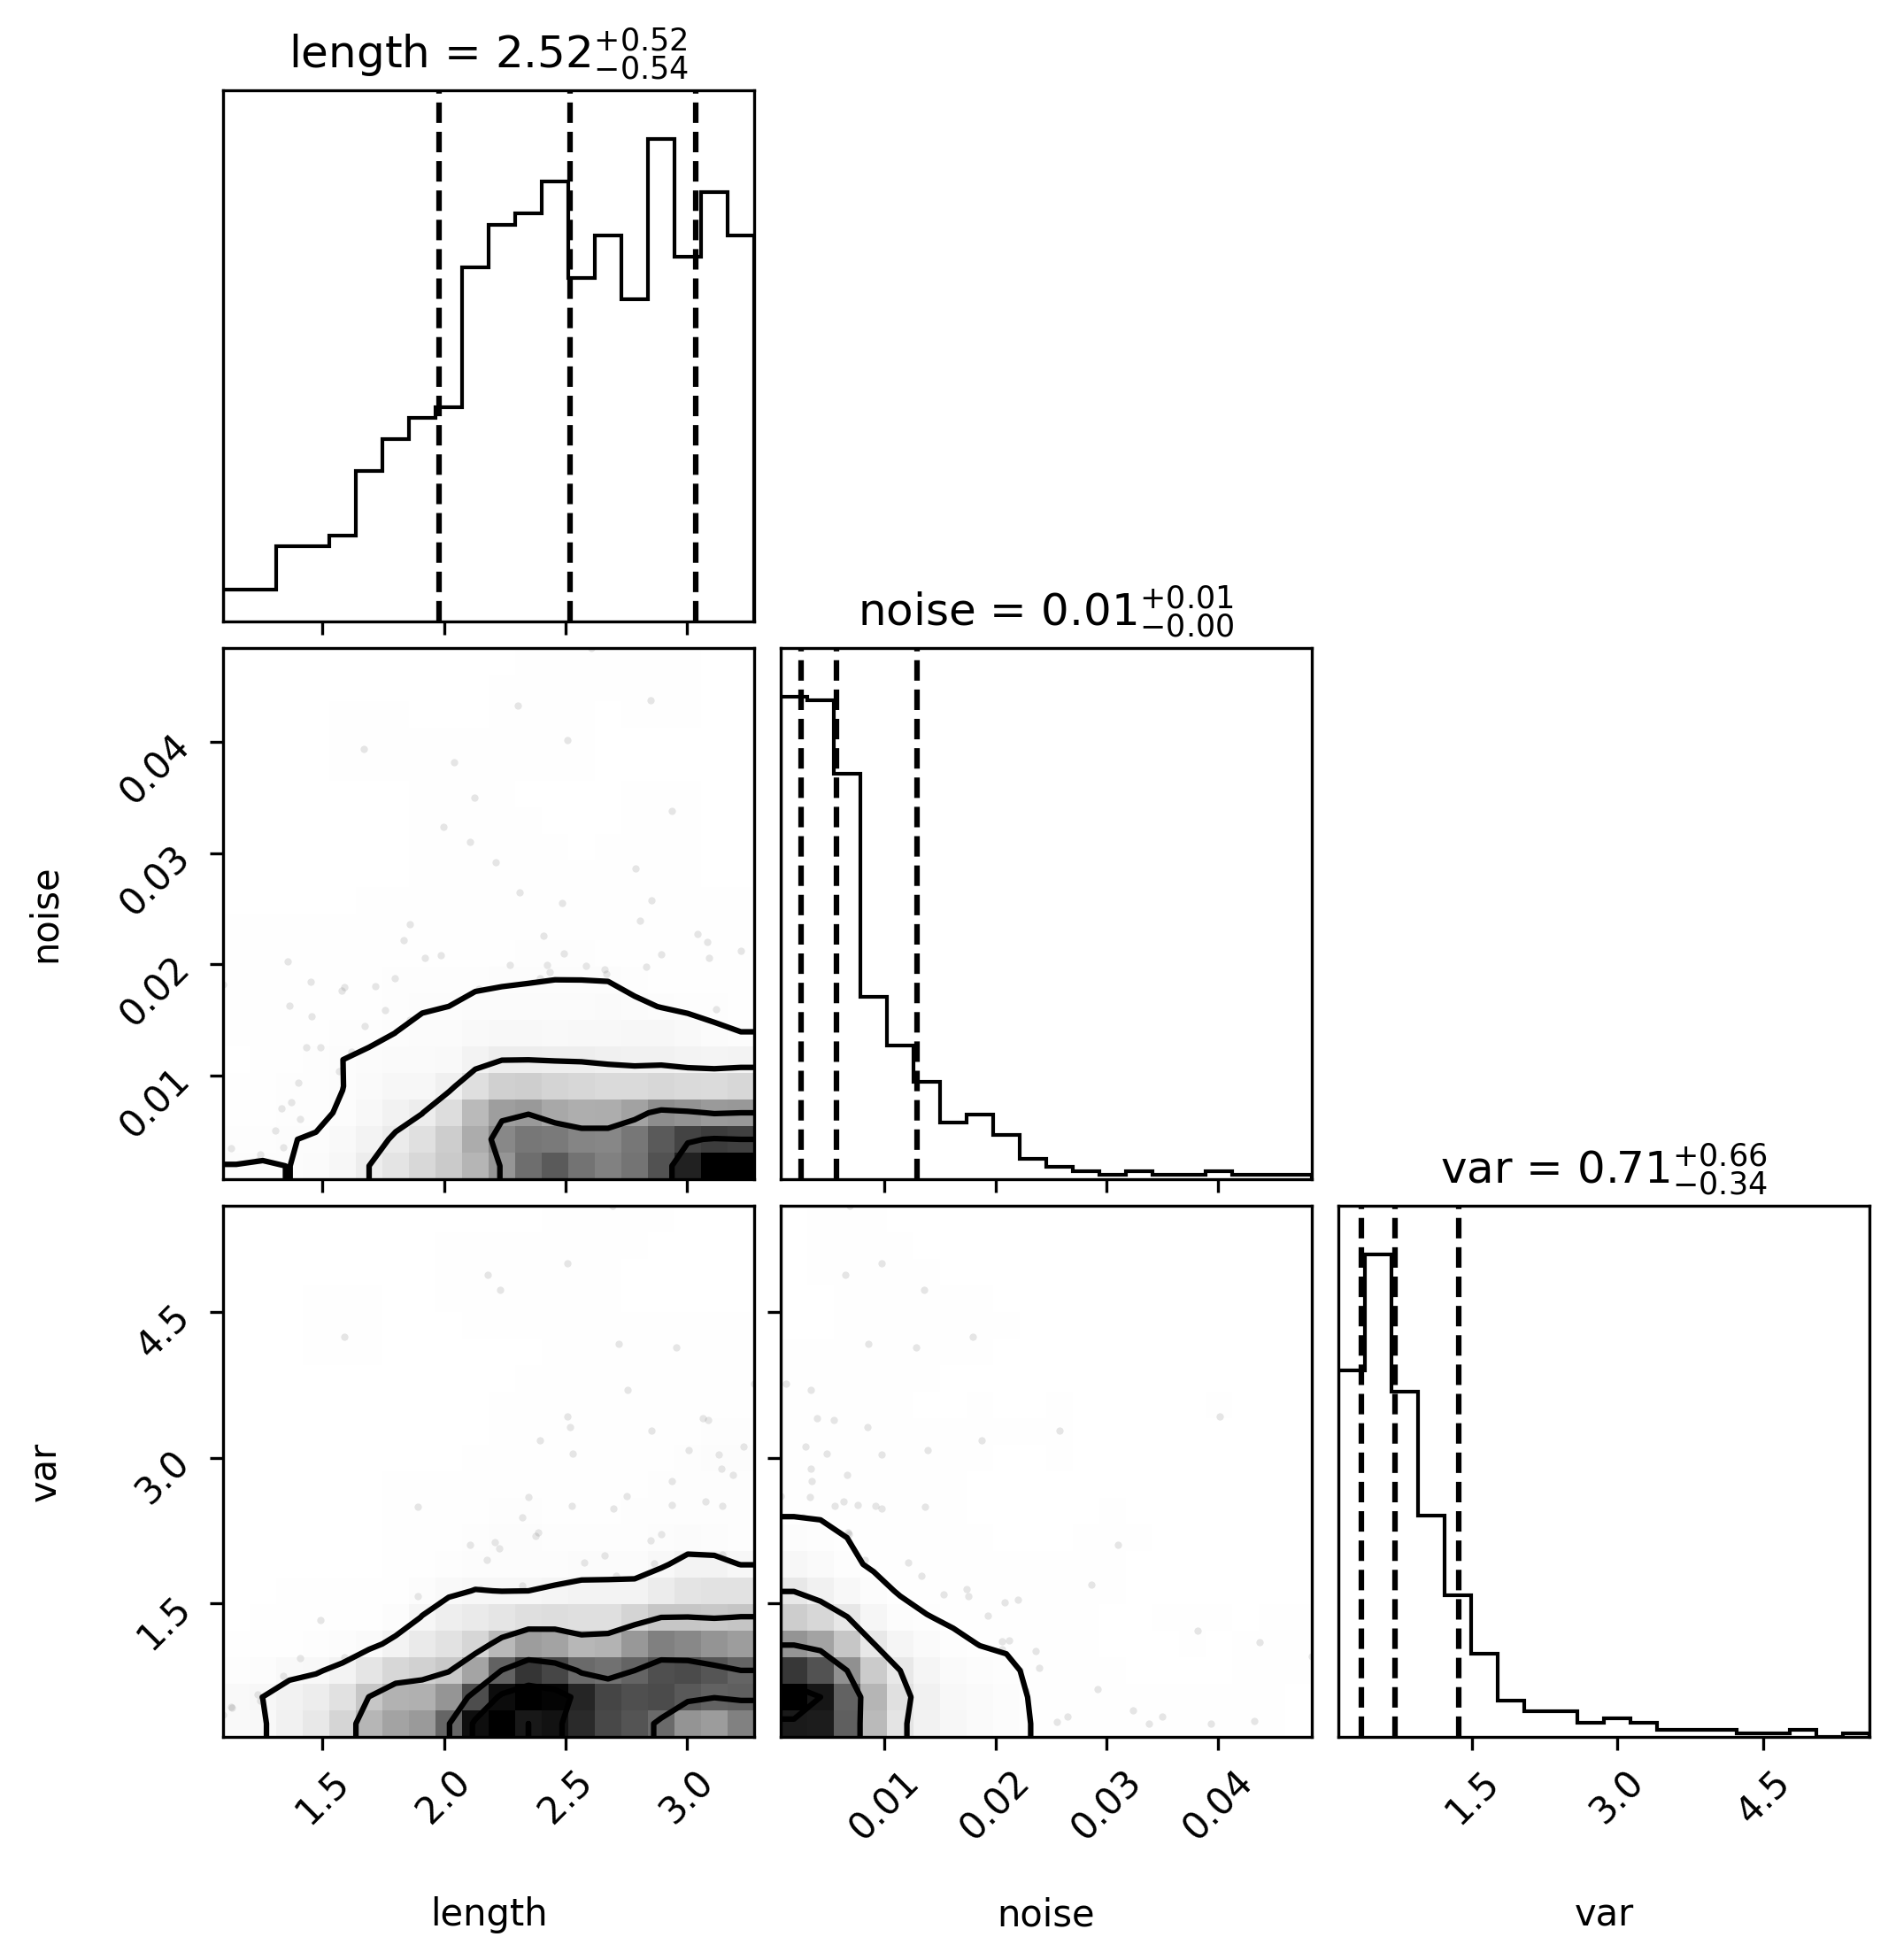 length = 2.52+0.52−0.54
noise = 0.01+0.01−0.00
0.04
0.03
0.02
0.01
noise
var = 0.71+0.66−0.34
4.5
3.0
1.5
var
1.5 2.0 2.5 3.0 0.01 0.02 0.03 0.04 1.5 3.0 4.5
length noise var